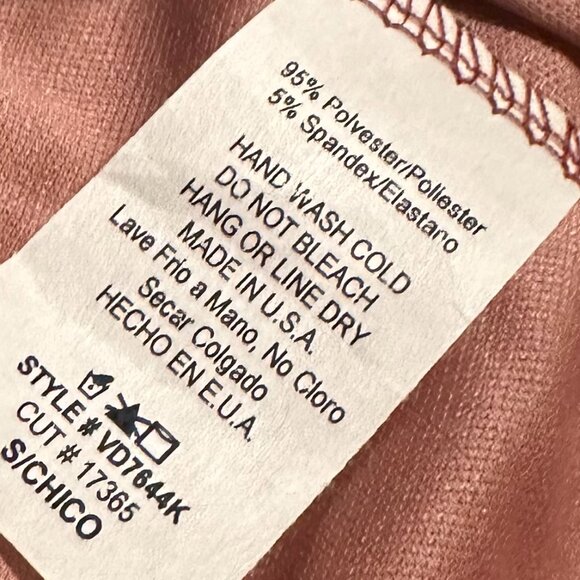 95% Polyester/Poliester
5% Spandex/Elastaro
HAND WASH COLD
DO NOT BLEACH
HANG OR LINE DRY
MADE IN U.S.A.
Lave Frio a Mano, No Cloro
Secar Colgado
HECHO EN E.U.A.
STYLE # VD7644K
CUT # 17365
S/CHICO